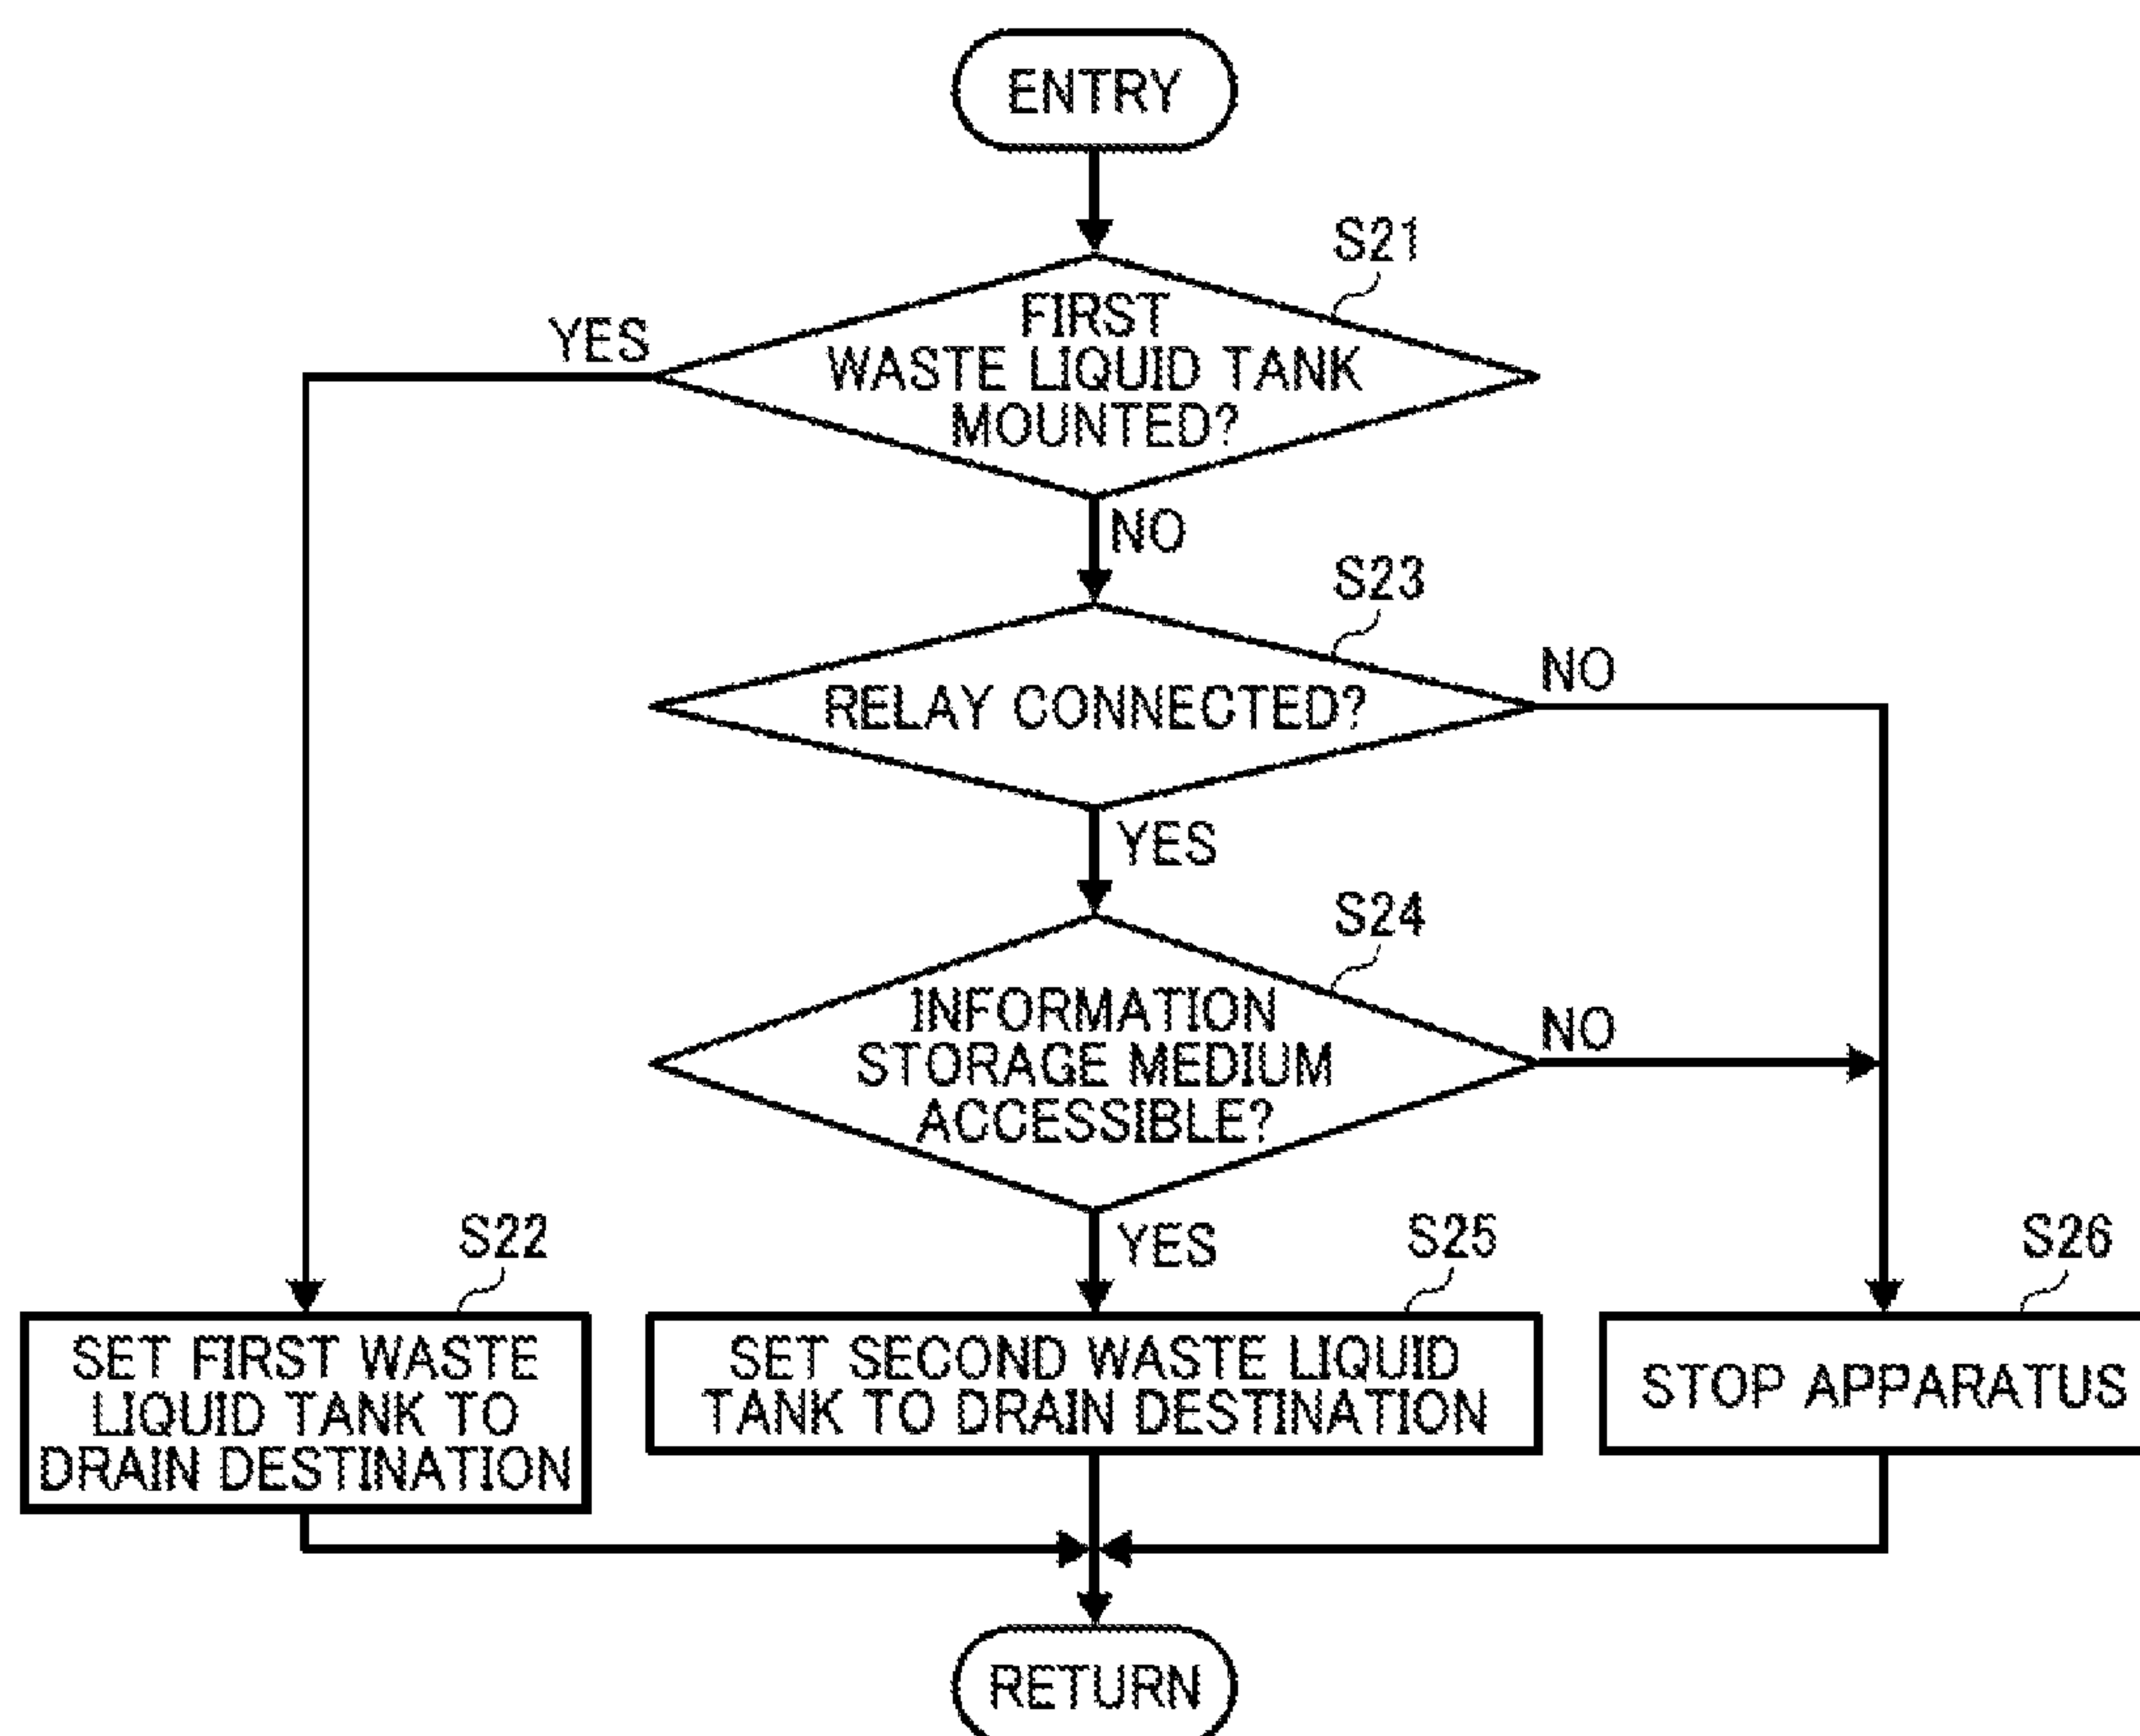 ENTRY
S21
YES
FIRST
WASTE LIQUID TANK
MOUNTED?
NO
S23
RELAY CONNECTED?
NO
YES
S24
INFORMATION
STORAGE MEDIUM
ACCESSIBLE?
NO
YES
S22
SET FIRST WASTE
LIQUID TANK TO
DRAIN DESTINATION
S25
SET SECOND WASTE LIQUID
TANK TO DRAIN DESTINATION
S26
STOP APPARATUS
RETURN